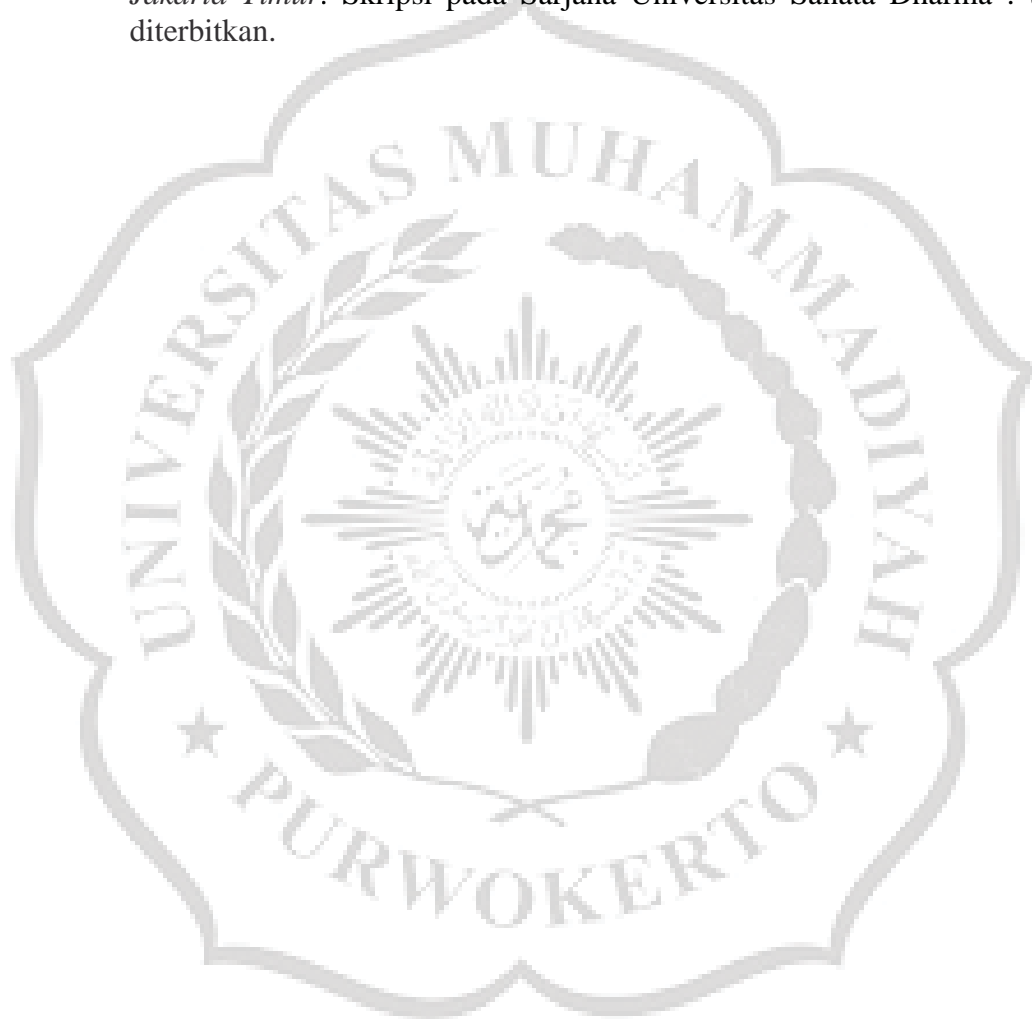 Jakarta Timur. Skripsi pada Sarjana Universitas Sanata Dharma :
diterbitkan.
UNIVERSITAS MUHAMMADIYAH
★ PURWOKERTO ★